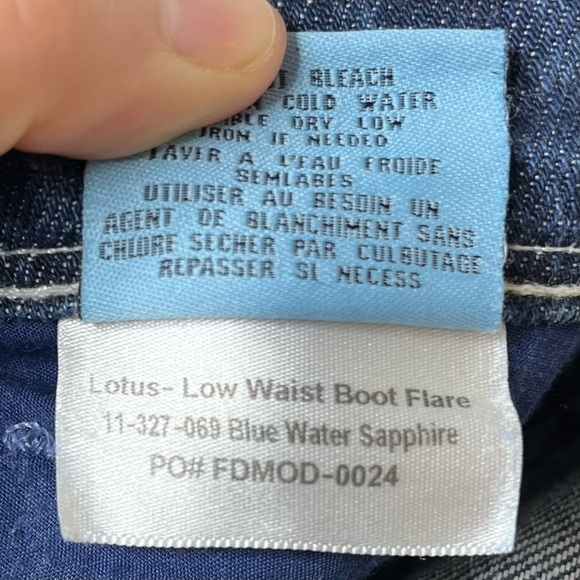 BLEACH
COLD WATER
DRY LOW
IRON IF NEEDED
LAVER A L'EAU FROIDE
SEMLABES
UTILISER AU BESOIN UN
AGENT DE BLANCHIMENT SANS
CHLORE SECHER PAR CULBUTAGE
REPASSER SI NECESS
Lotus- Low Waist Boot Flare
11-327-069 Blue Water Sapphire
PO# FDMOD-0024